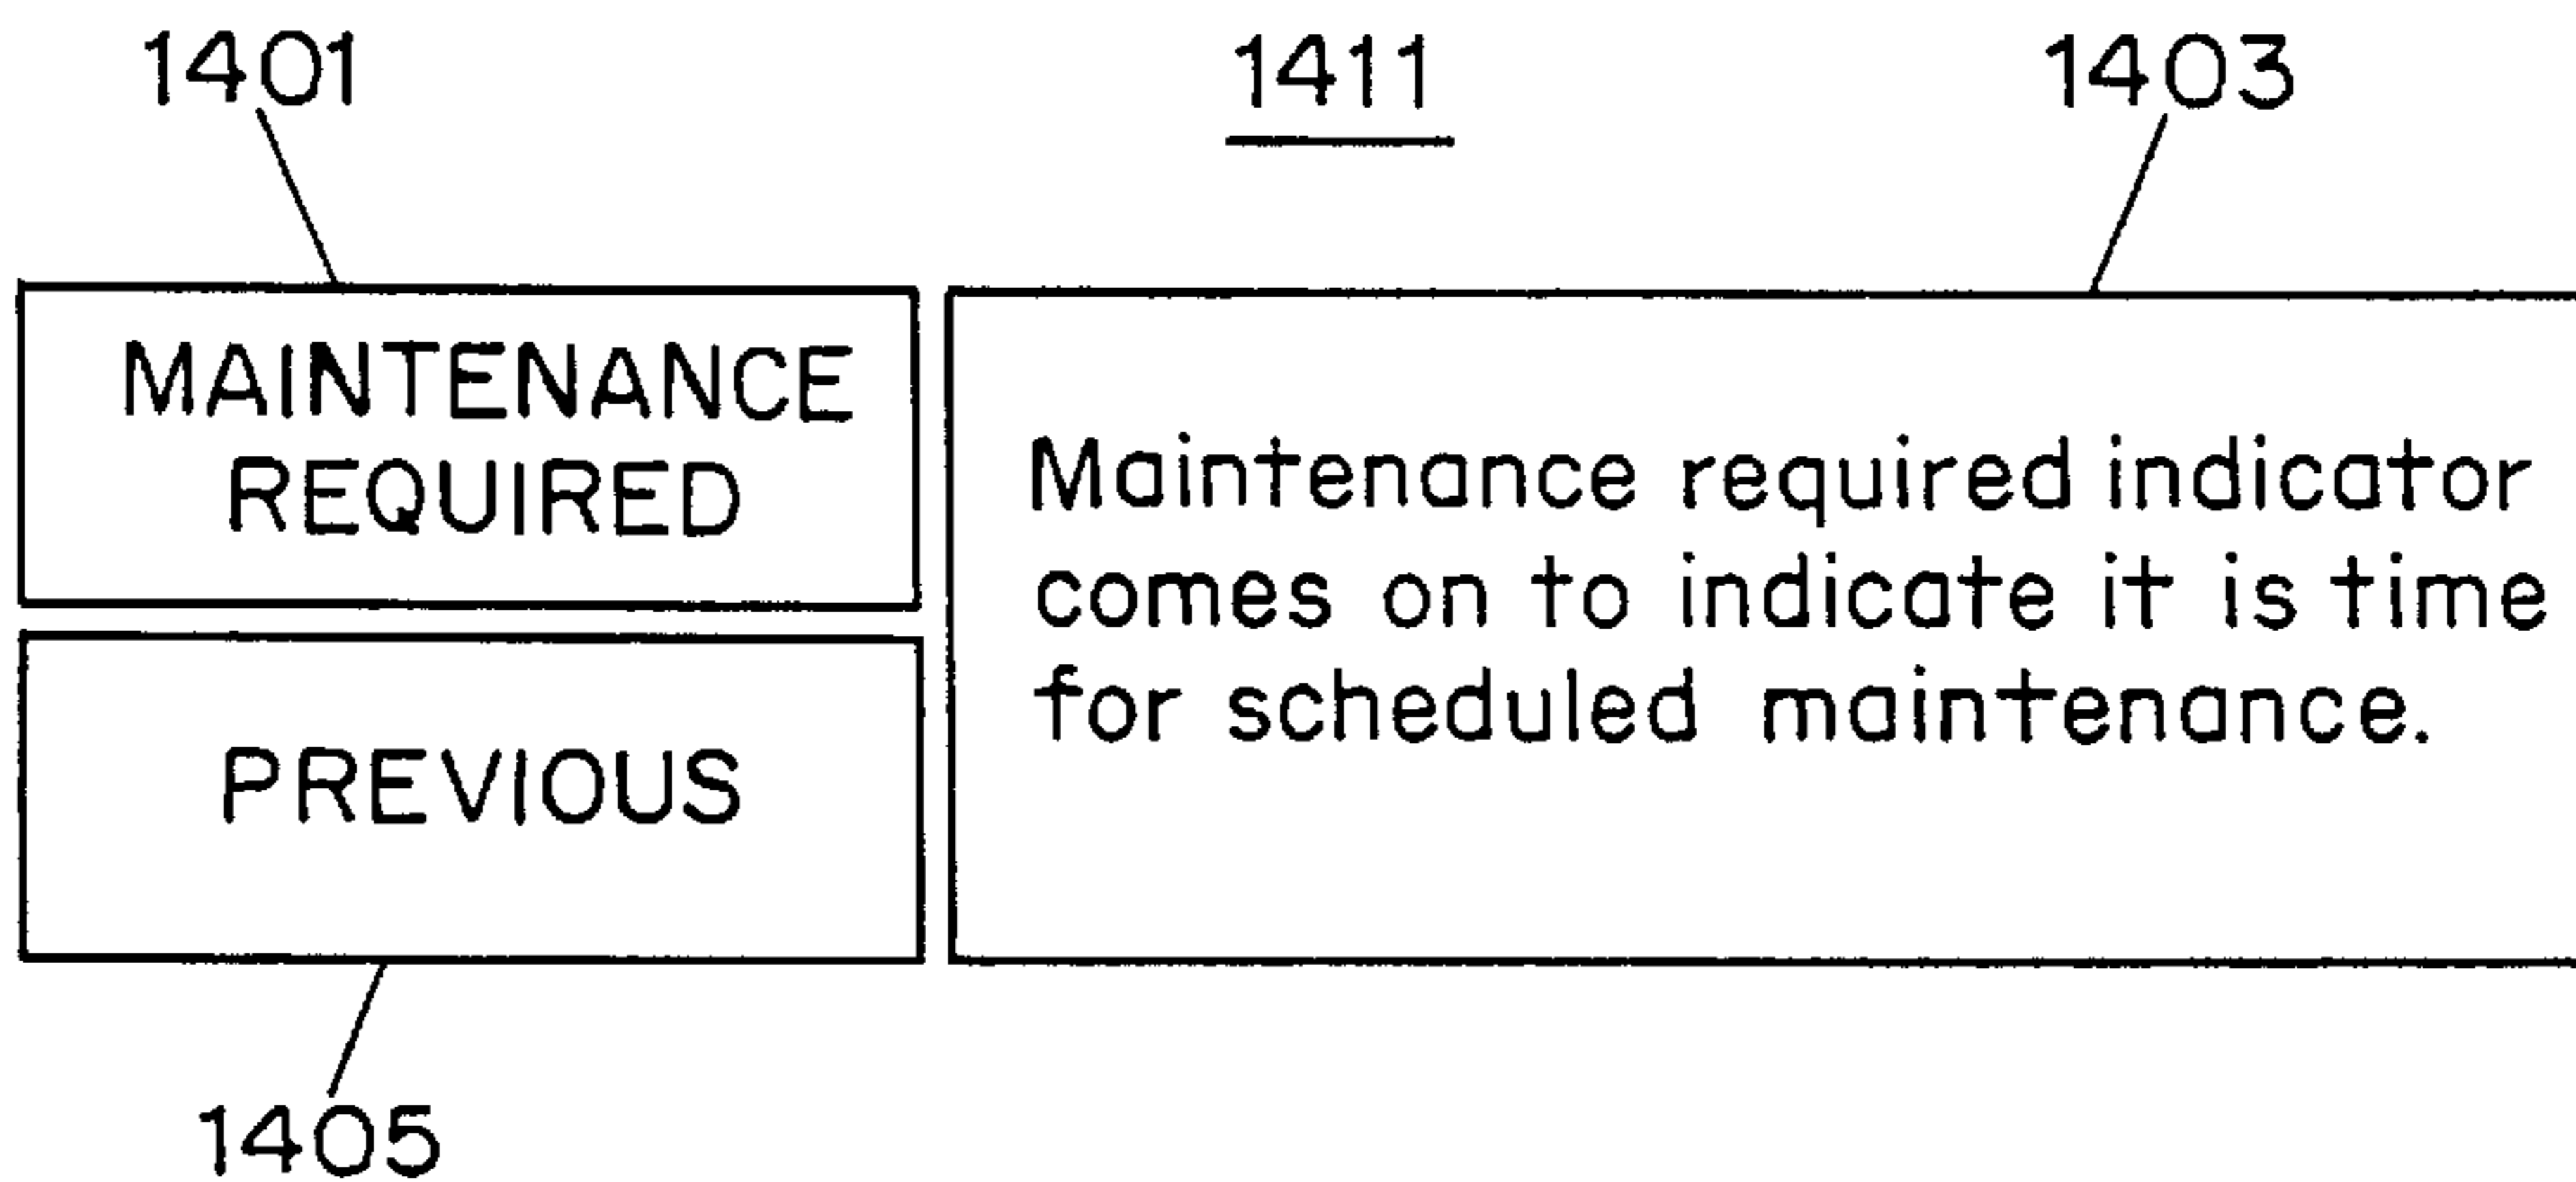 1401
1411
1403
MAINTENANCE
REQUIRED
Maintenance required indicator
comes on to indicate it is time
for scheduled maintenance.
PREVIOUS
1405